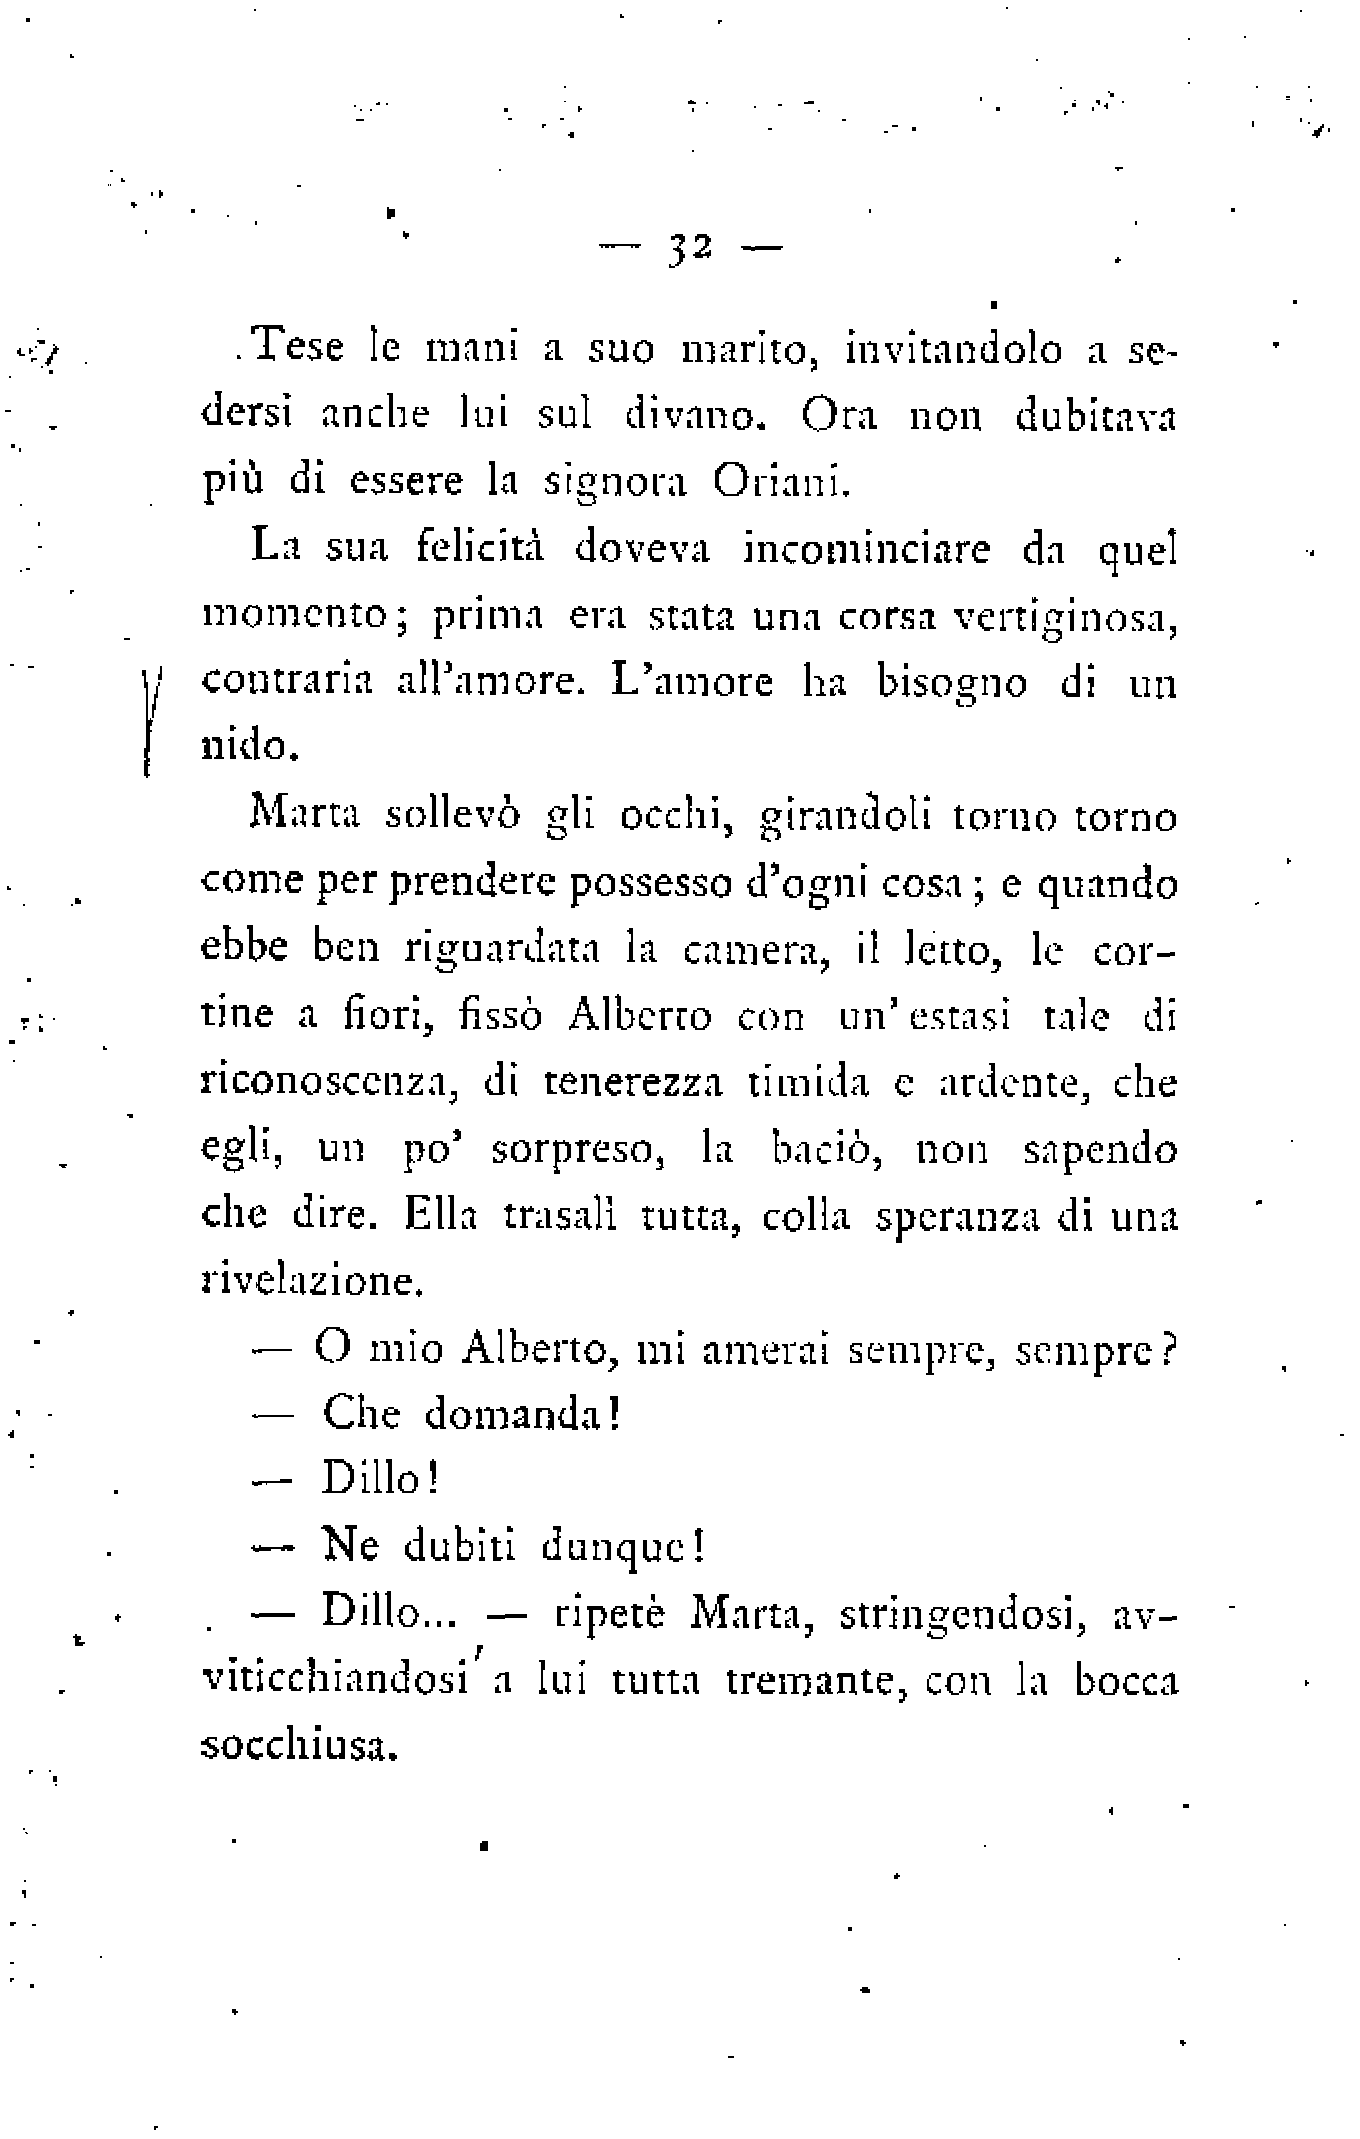 — 32 —
Tese le mani a suo marito, invitandolo a se-
dersi anche lui sul divano. Ora non dubitava
più di essere la signora Oriani.
La sua felicità doveva incominciare da quel
momento; prima era stata una corsa vertiginosa,
contraria all'amore. L'amore ha bisogno di un
nido.
Marta sollevò gli occhi, girandoli torno torno
come per prendere possesso d'ogni cosa; e quando
ebbe ben riguardata la camera, il letto, le cor-
tine a fiori, fissò Alberto con un'estasi tale di
riconoscenza, di tenerezza timida e ardente, che
egli, un po' sorpreso, la baciò, non sapendo
che dire. Ella trasalì tutta, colla speranza di una
rivelazione.
— O mio Alberto, mi amerai sempre, sempre?
— Che domanda!
— Dillo!
— Ne dubiti dunque!
— Dillo... — ripetè Marta, stringendosi, av-
viticchiandosi a lui tutta tremante, con la bocca
socchiusa.